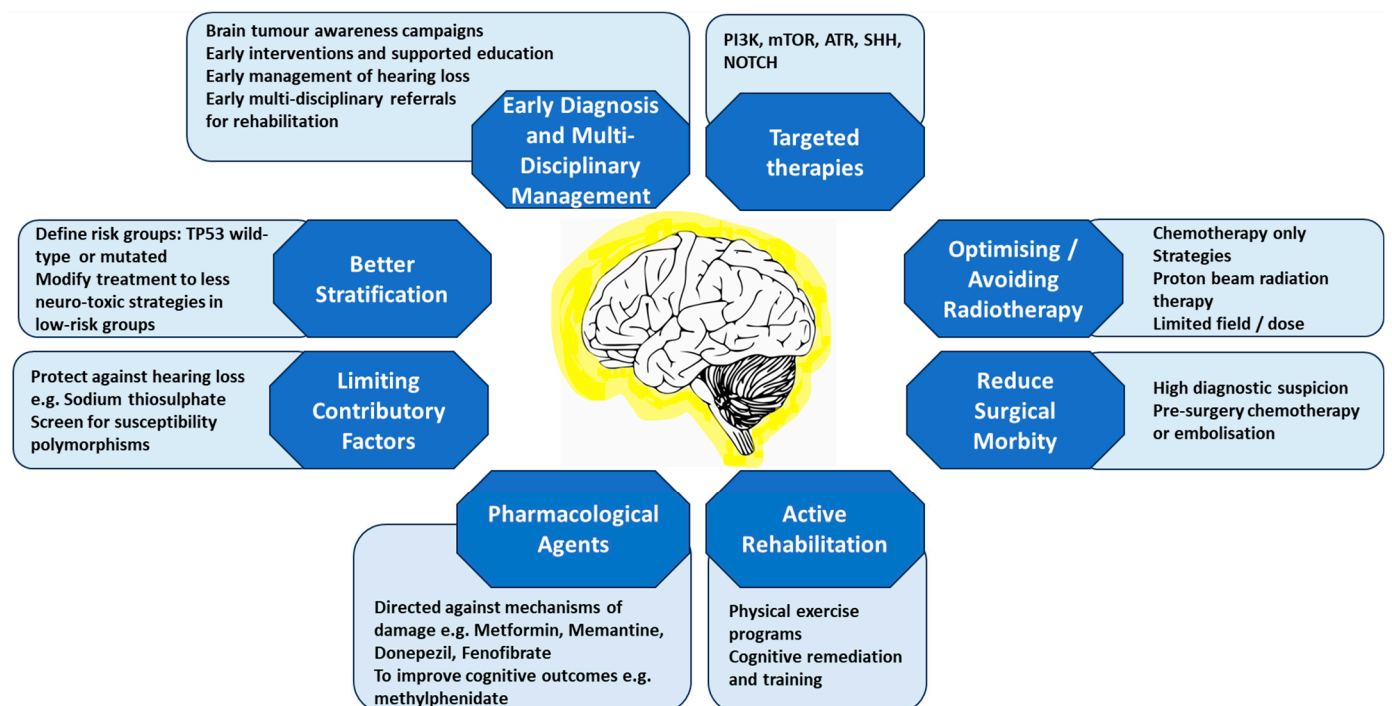 Brain tumour awareness campaigns
Early interventions and supported education
Early management of hearing loss
Early multi-disciplinary referrals
for rehabilitation
Early Diagnosis
and Multi-
Disciplinary
Management
PI3K, mTOR, ATR, SHH,
NOTCH
Targeted
therapies
Define risk groups: TP53 wild-
type or mutated
Modify treatment to less
neuro-toxic strategies in
low-risk groups
Better
Stratification
Optimising /
Avoiding
Radiotherapy
Chemotherapy only
Strategies
Proton beam radiation
therapy
Limited field / dose
Protect against hearing loss
e.g. Sodium thiosulphate
Screen for susceptibility
polymorphisms
Limiting
Contributory
Factors
Reduce
Surgical
Morbity
High diagnostic suspicion
Pre-surgery chemotherapy
or embolisation
Pharmacological
Agents
Directed against mechanisms of
damage e.g. Metformin, Memantine,
Donepezil, Fenofibrate
To improve cognitive outcomes e.g.
methylphenidate
Active
Rehabilitation
Physical exercise
programs
Cognitive remediation
and training